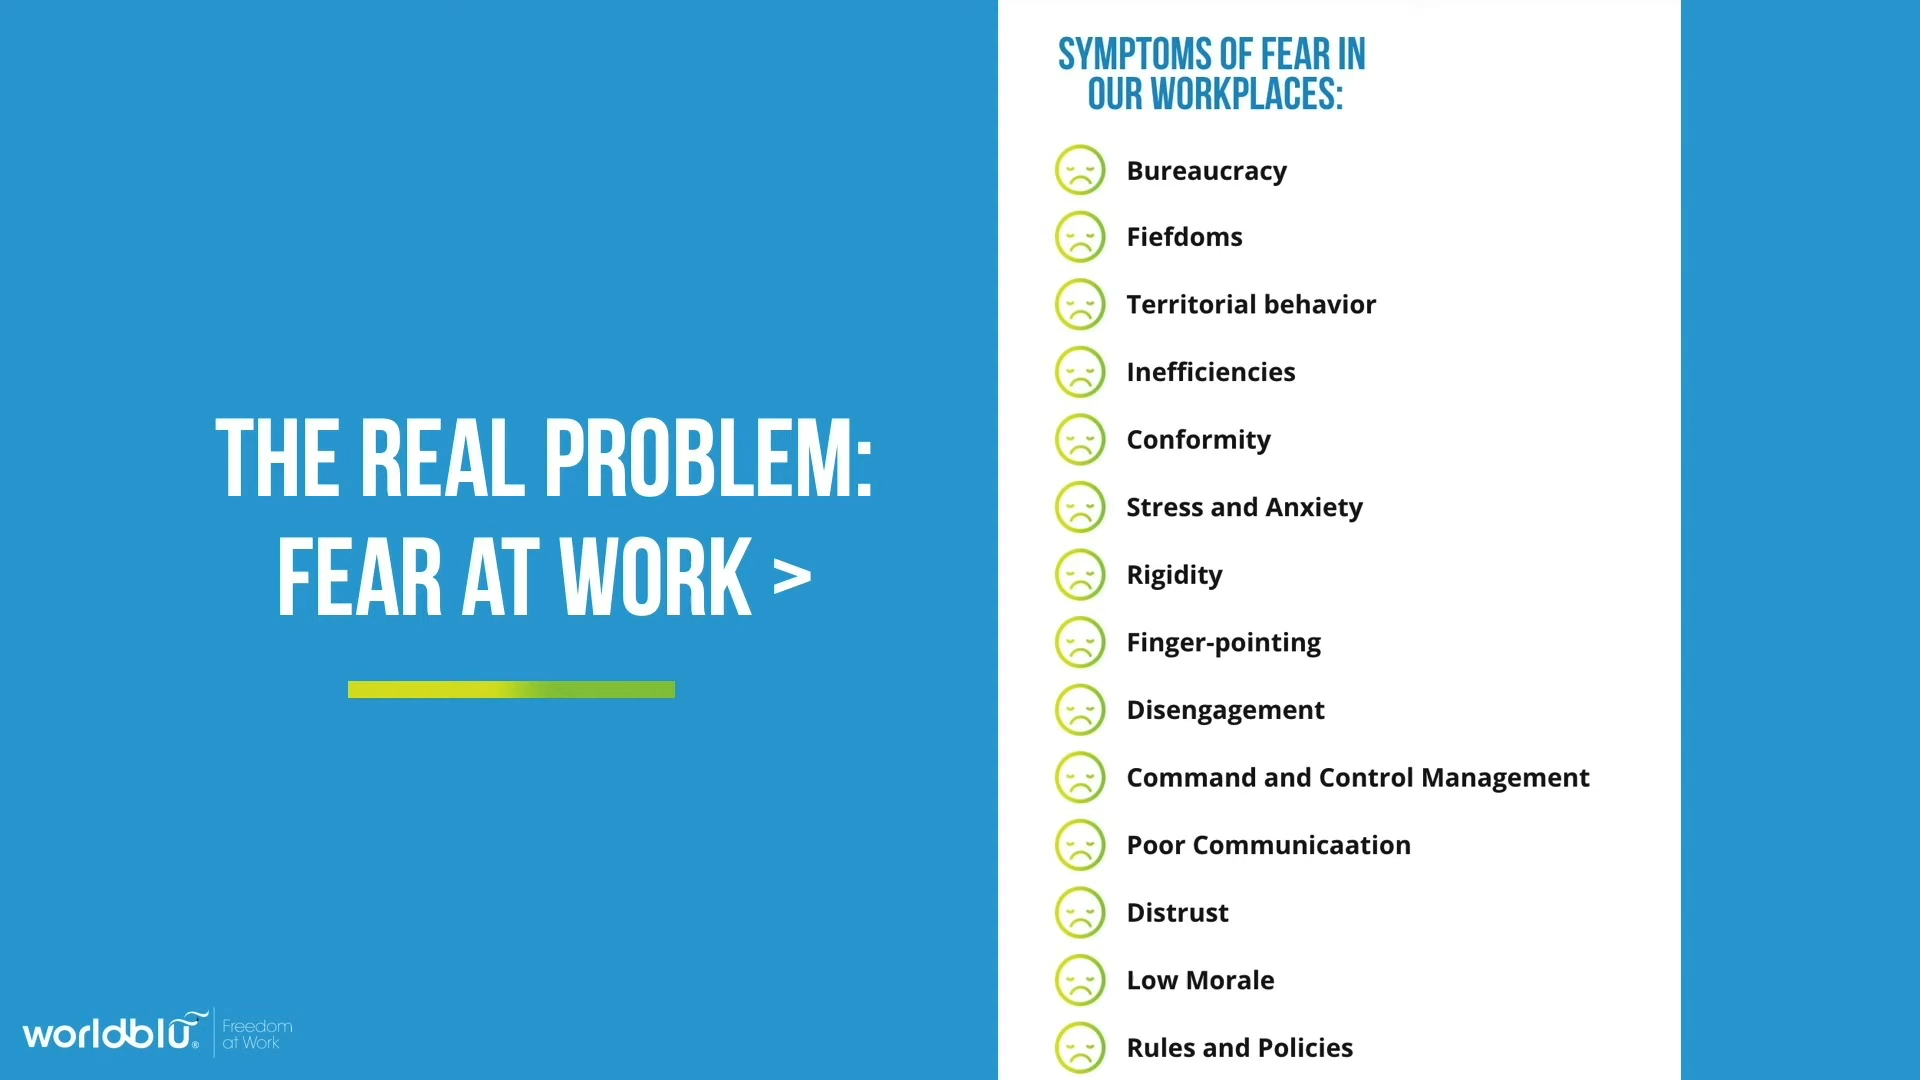 THE REAL PROBLEM:
FEAR AT WORK >
worldblu® Freedom
at Work
SYMPTOMS OF FEAR IN
OUR WORKPLACES:
Bureaucracy
Fiefdoms
Territorial behavior
Inefficiencies
Conformity
Stress and Anxiety
Rigidity
Finger-pointing
Disengagement
Command and Control Management
Poor Communicaation
Distrust
Low Morale
Rules and Policies